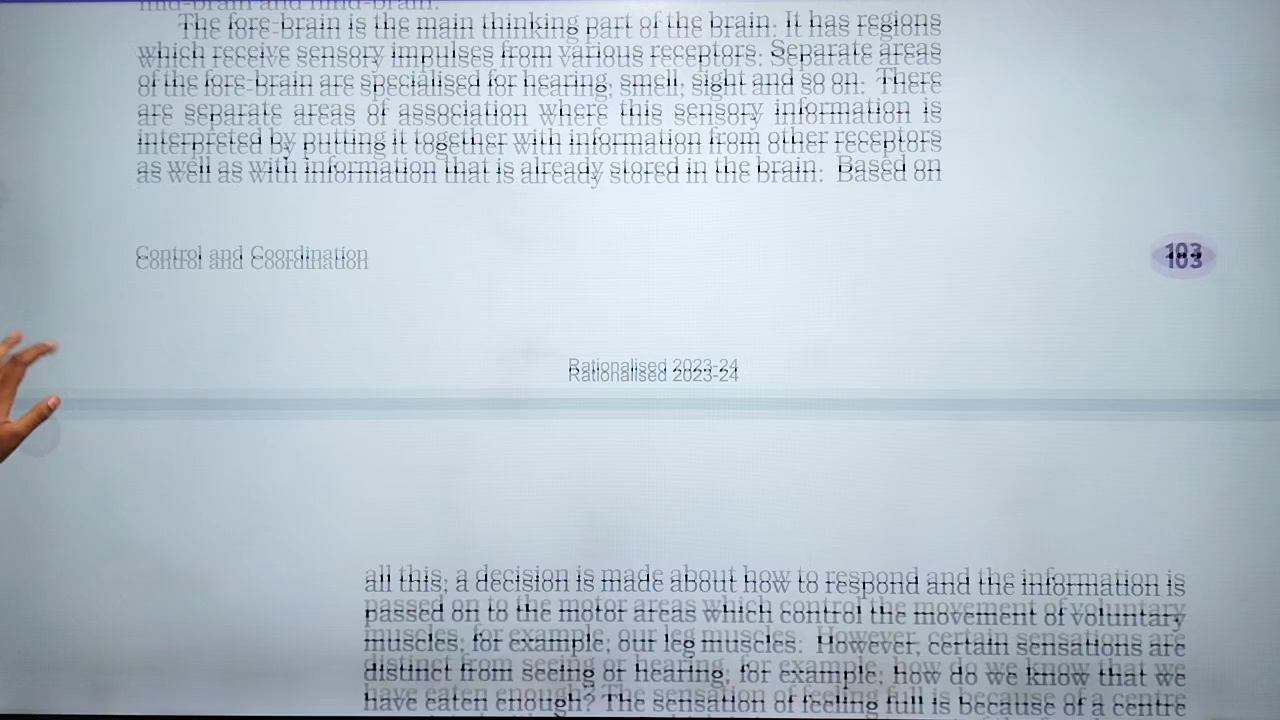 mid-brain and hind-brain.
The fore-brain is the main thinking part of the brain. It has regions
which receive sensory impulses from various receptors. Separate areas
of the fore-brain are specialised for hearing, smell, sight and so on. There
are separate areas of association where this sensory information is
interpreted by putting it together with information from other receptors
as well as with information that is already stored in the brain. Based on
Control and Coordination
103
Rationalised 2023-24
all this, a decision is made about how to respond and the information is
passed on to the motor areas which control the movement of voluntary
muscles, for example, our leg muscles. However, certain sensations are
distinct from seeing or hearing, for example, how do we know that we
have eaten enough? The sensation of feeling full is because of a centre